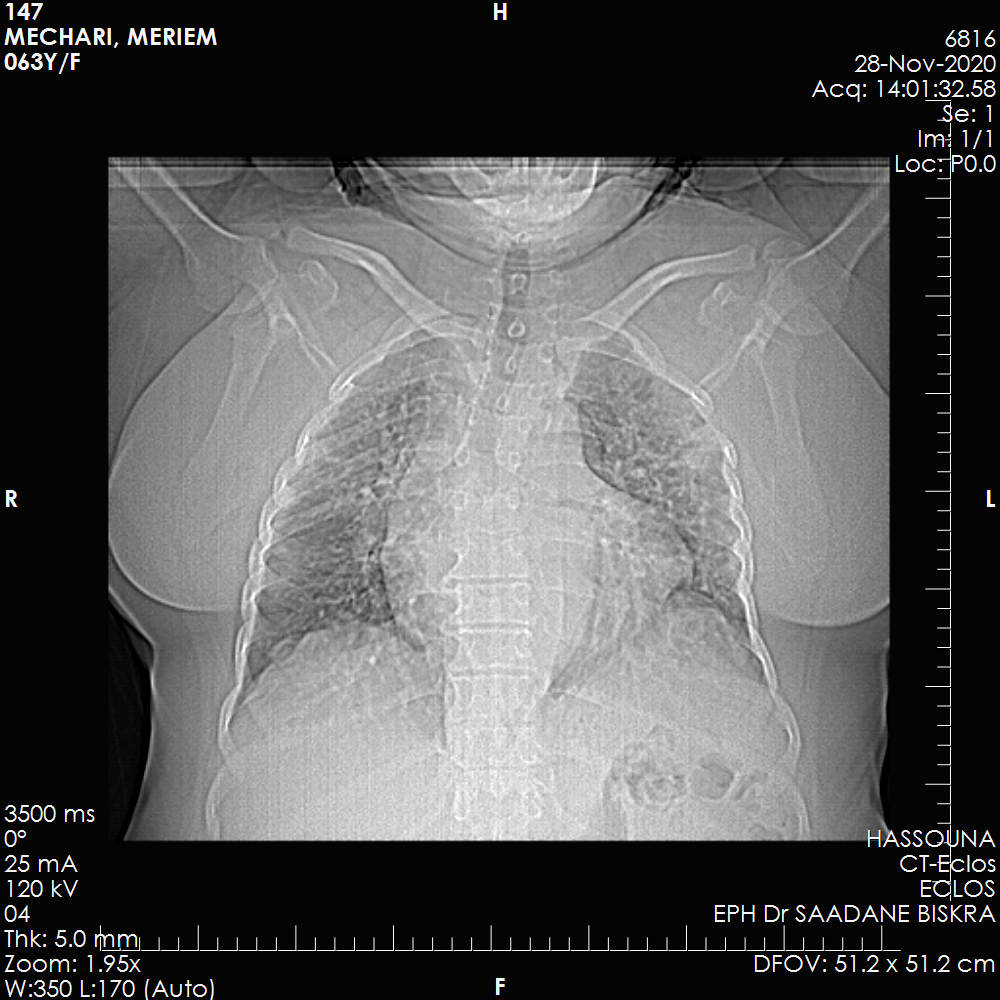 147
MECHARI, MERIEM
063Y/F
H
6816
28-Nov-2020
Acq: 14:01:32.58
Se: 1
Im: 1/1
Loc: P0.0
R
L
3500 ms
0°
25 mA
120 kV
04
Thk: 5.0 mm
Zoom: 1.95x
W:350 L:170 (Auto)
F
HASSOUNA
CT-Eclos
ECLOS
EPH Dr SAADANE BISKRA
DFOV: 51.2 x 51.2 cm